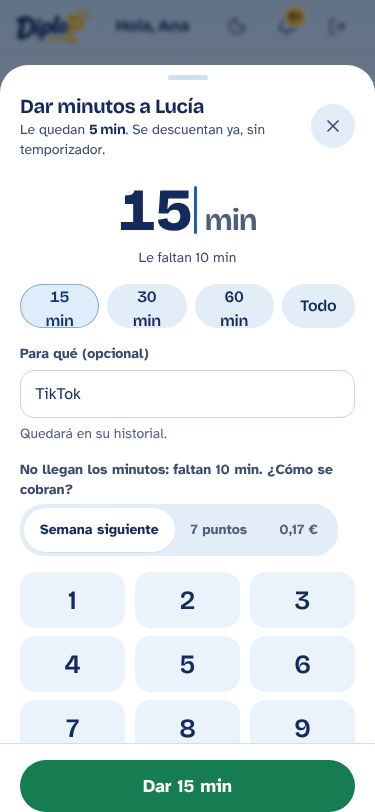 Diplo
Hola, Ana
Dar minutos a Lucía
Le quedan 5 min. Se descuentan ya, sin
temporizador.
15 min
Le faltan 10 min
15
min
30
min
60
min
Todo
Para qué (opcional)
TikTok
Quedará en su historial.
No llegan los minutos: faltan 10 min. ¿Cómo se
cobran?
Semana siguiente 7 puntos 0,17 €
1 2 3
4 5 6
7 8 9
Dar 15 min